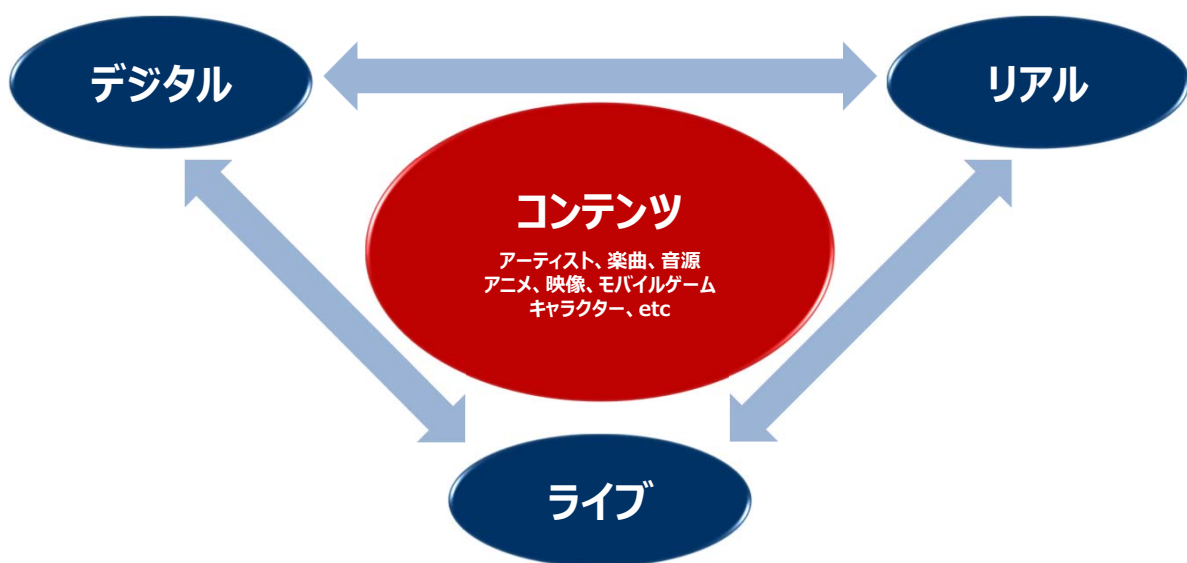 デジタル
リアル
コンテンツ
アーティスト、楽曲、音源
アニメ、映像、モバイルゲーム
キャラクター、etc
ライブ